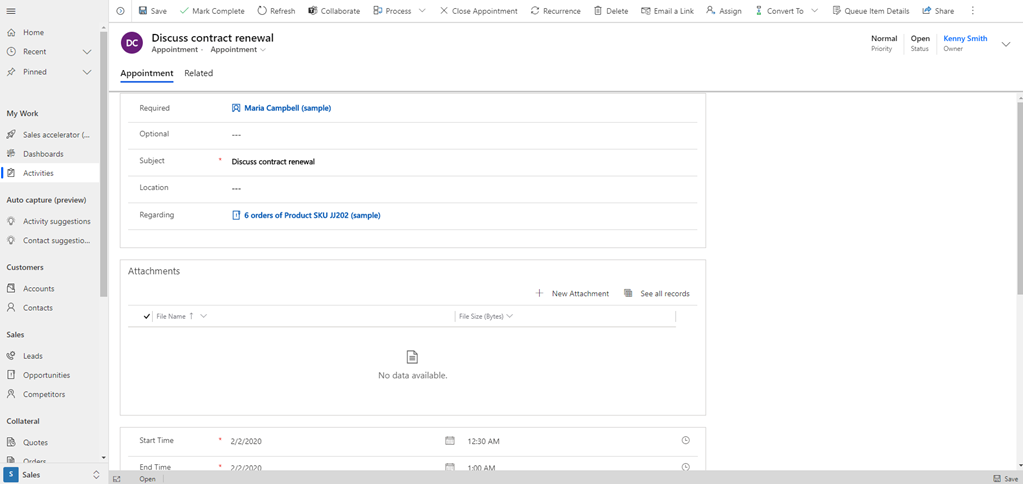 Save
Mark Complete
Refresh
Collaborate
Process
Close Appointment
Recurrence
Delete
Email a Link
Assign
Convert To
Queue Item Details
Share
Home
Recent
Pinned
My Work
Sales accelerator (...
Dashboards
Activities
Auto capture (preview)
Activity suggestions
Contact suggestio...
Customers
Accounts
Contacts
Sales
Leads
Opportunities
Competitors
Collateral
Quotes
Orders
S Sales
DC
Discuss contract renewal
Appointment · Appointment
Normal
Priority
Open
Status
Kenny Smith
Owner
Appointment Related
Required Maria Campbell (sample)
Optional ---
Subject * Discuss contract renewal
Location ---
Regarding 6 orders of Product SKU JJ202 (sample)
Attachments
New Attachment See all records
File Name ↑ File Size (Bytes)
No data available.
Start Time * 2/2/2020 12:30 AM
End Time * 2/2/2020 1:00 AM
Open Save